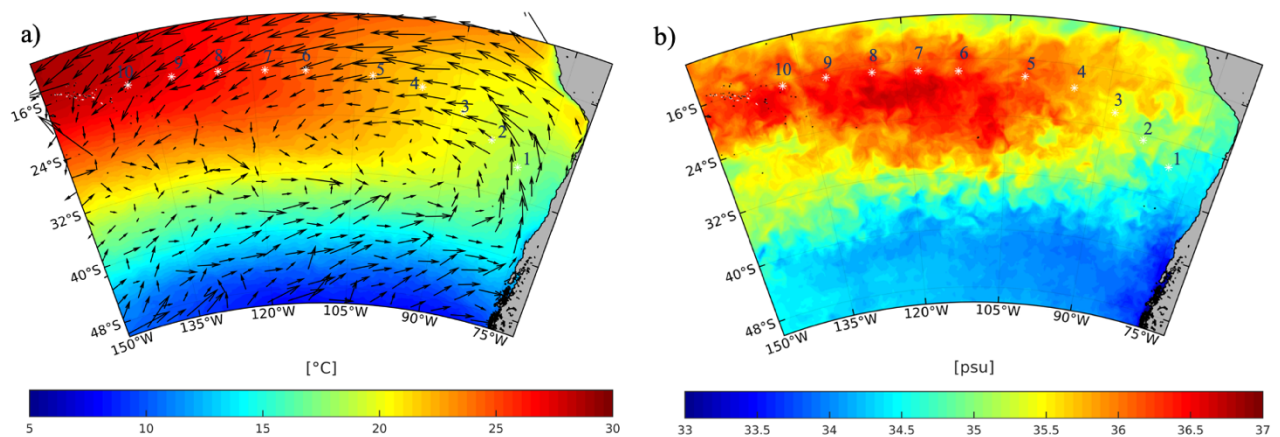 a)
10 9 8 7 6 5 4 3 2 1
16°S
24°S
32°S
40°S
48°S
150°W 135°W 120°W 105°W 90°W 75°W
[°C]
5 10 15 20 25 30
b)
10 9 8 7 6 5 4 3 2 1
16°S
24°S
32°S
40°S
48°S
150°W 135°W 120°W 105°W 90°W 75°W
[psu]
33 33.5 34 34.5 35 35.5 36 36.5 37